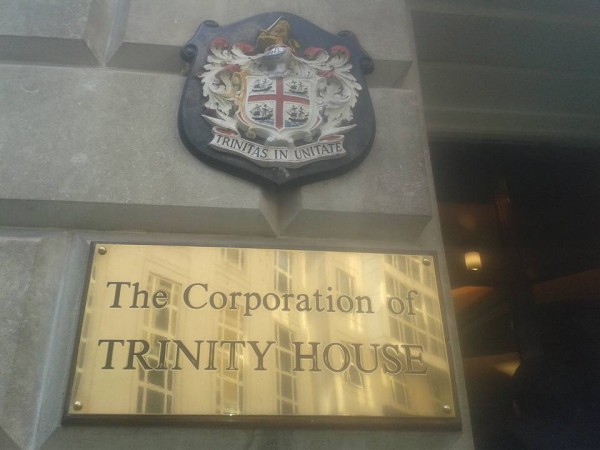 TRINITAS IN UNITATE
The Corporation of
TRINITY HOUSE